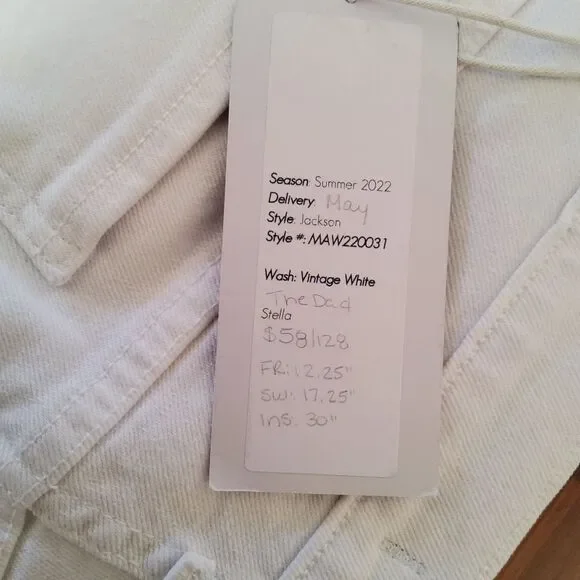 Season: Summer 2022
Delivery: May
Style: Jackson
Style #: MAW220031
Wash: Vintage White
The Dad
Stella
$58/128
FR: 12.25"
SW: 17.25"
Ins. 30"